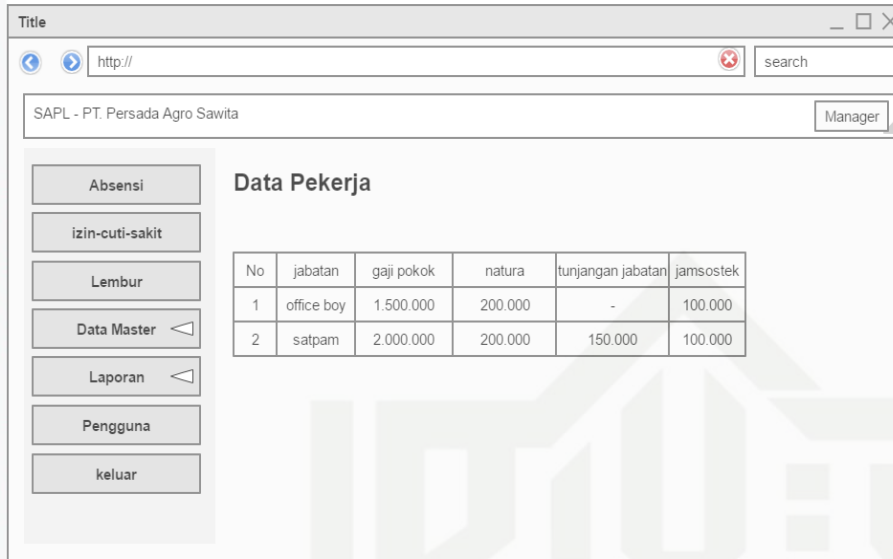 Title
http://
search
SAPL - PT. Persada Agro Sawita
Manager
Absensi
izin-cuti-sakit
Lembur
Data Master
Laporan
Pengguna
keluar
Data Pekerja
No jabatan gaji pokok natura tunjangan jabatan jamsostek
1 office boy 1.500.000 200.000 - 100.000
2 satpam 2.000.000 200.000 150.000 100.000